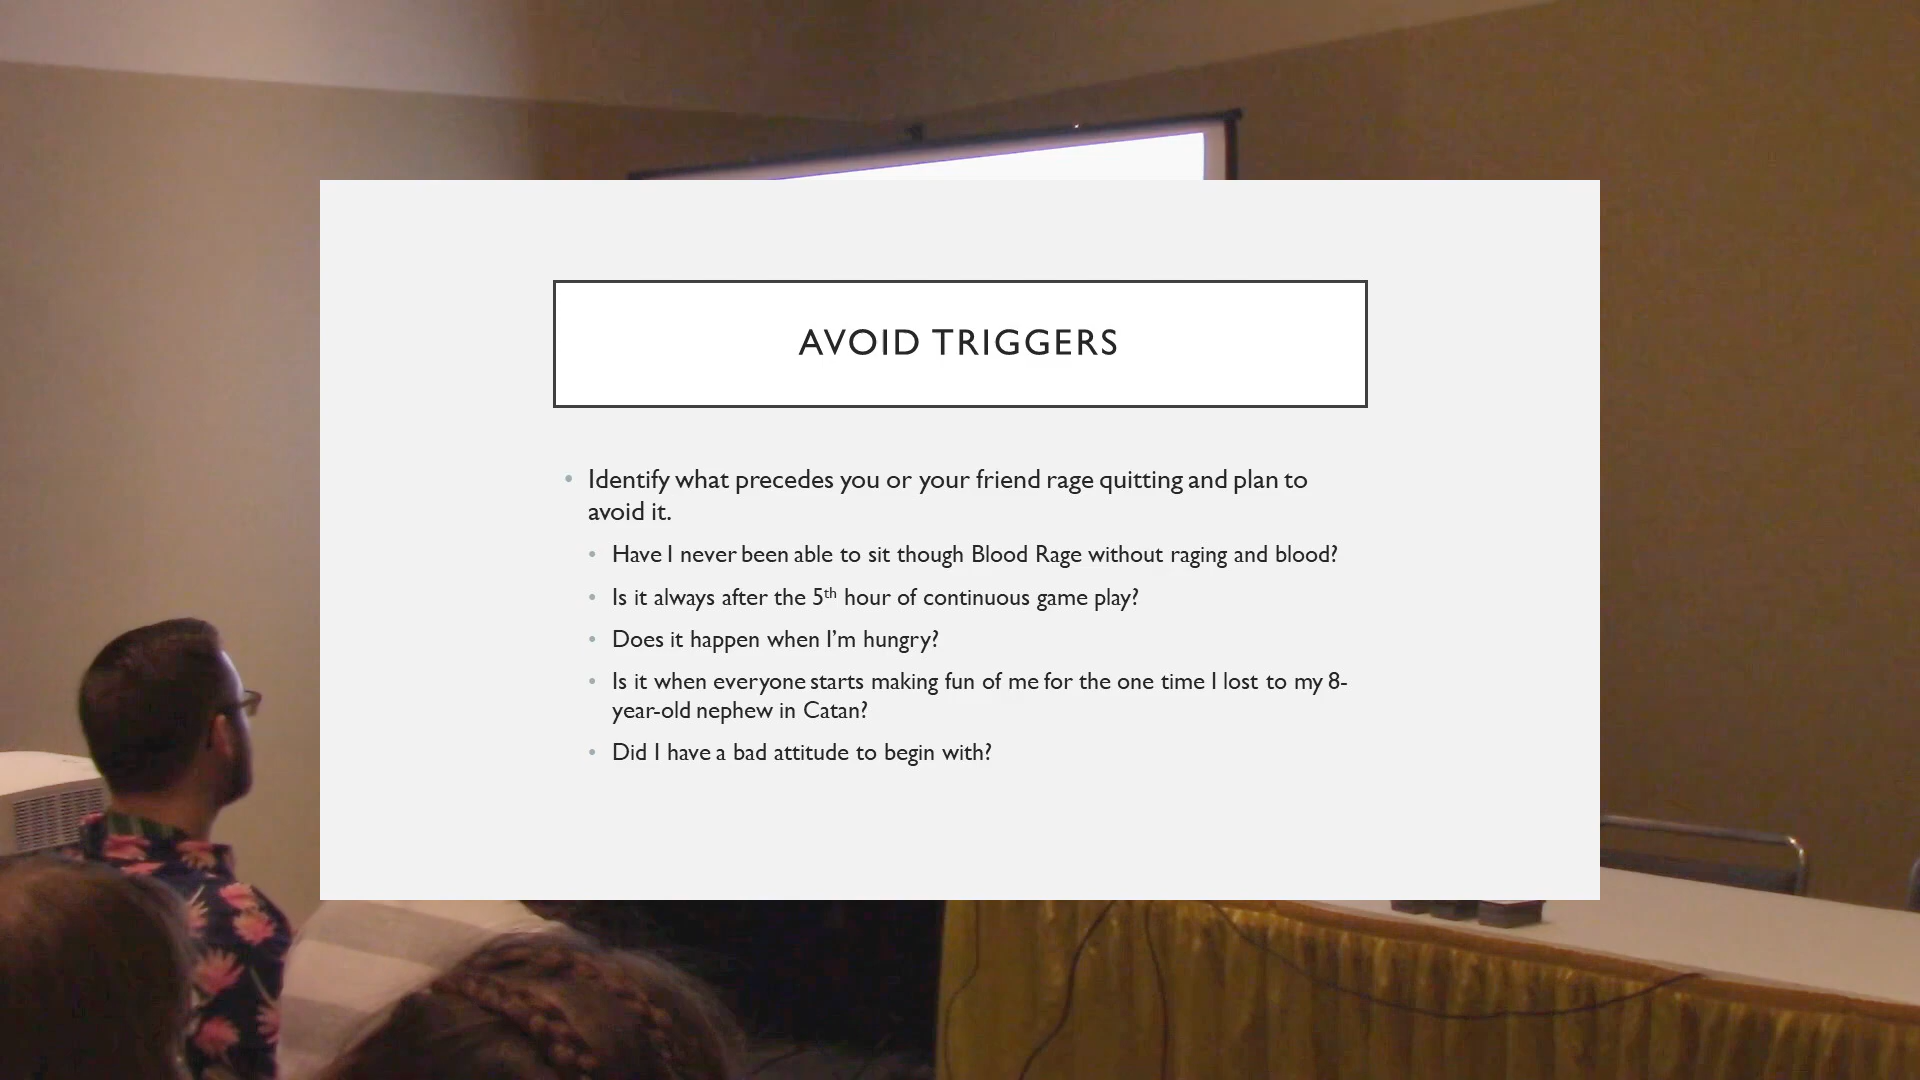 AVOID TRIGGERS
• Identify what precedes you or your friend rage quitting and plan to
avoid it.
• Have I never been able to sit though Blood Rage without raging and blood?
• Is it always after the 5th hour of continuous game play?
• Does it happen when I'm hungry?
• Is it when everyone starts making fun of me for the one time I lost to my 8-
year-old nephew in Catan?
• Did I have a bad attitude to begin with?